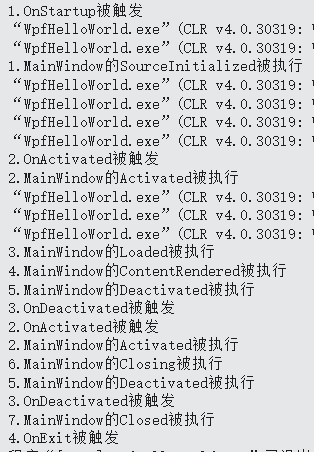 1.OnStartup被触发
“WpfHelloWorld.exe”(CLR v4.0.30319:
“WpfHelloWorld.exe”(CLR v4.0.30319:
1.MainWindow的SourceInitialized被执行
“WpfHelloWorld.exe”(CLR v4.0.30319:
“WpfHelloWorld.exe”(CLR v4.0.30319:
“WpfHelloWorld.exe”(CLR v4.0.30319:
“WpfHelloWorld.exe”(CLR v4.0.30319:
2.OnActivated被触发
2.MainWindow的Activated被执行
“WpfHelloWorld.exe”(CLR v4.0.30319:
“WpfHelloWorld.exe”(CLR v4.0.30319:
“WpfHelloWorld.exe”(CLR v4.0.30319:
3.MainWindow的Loaded被执行
4.MainWindow的ContentRendered被执行
5.MainWindow的Deactivated被执行
3.OnDeactivated被触发
2.OnActivated被触发
2.MainWindow的Activated被执行
6.MainWindow的Closing被执行
5.MainWindow的Deactivated被执行
3.OnDeactivated被触发
7.MainWindow的Closed被执行
4.OnExit被触发